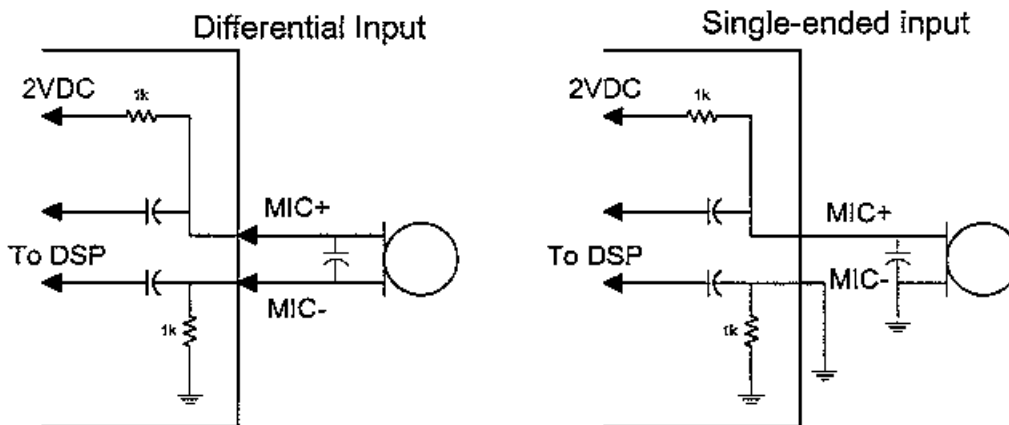 Differential Input
2VDC
1k
MIC+
To DSP
MIC-
1k
Single-ended input
2VDC
1k
MIC+
To DSP
MIC-
1k